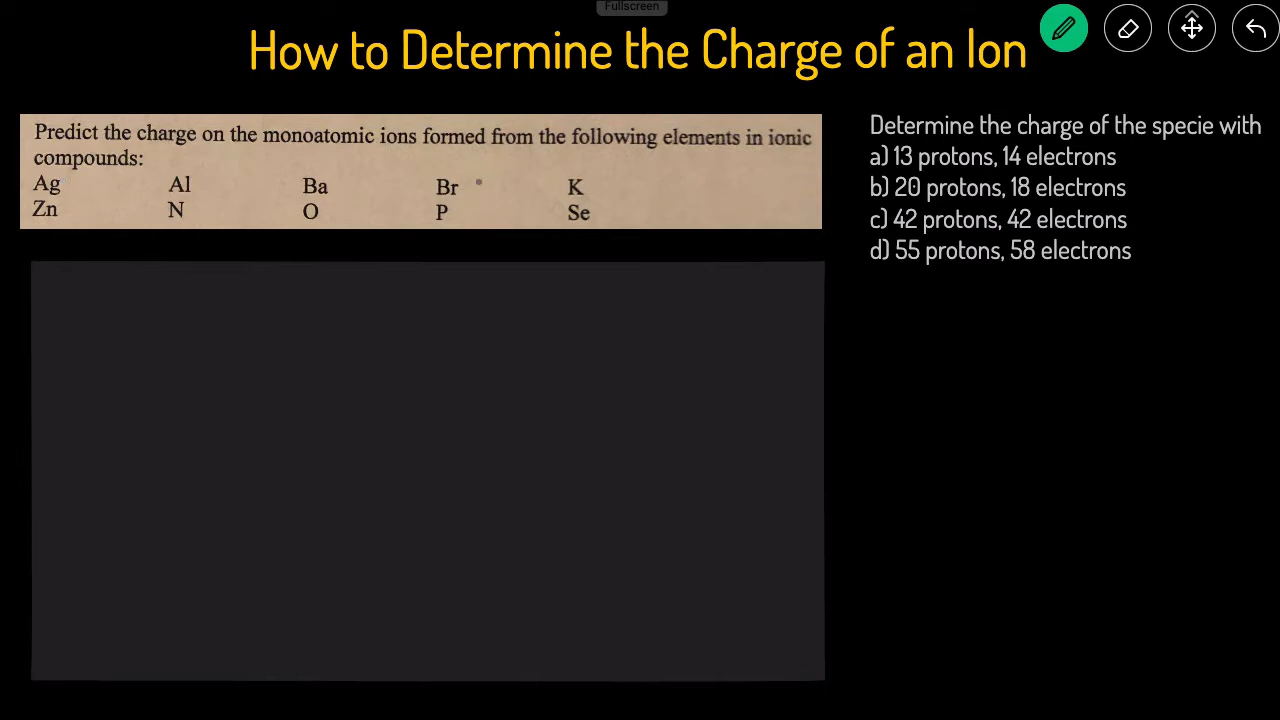 Fullscreen
How to Determine the Charge of an Ion
Predict the charge on the monoatomic ions formed from the following elements in ionic
compounds:
Ag Al Ba Br K
Zn N O P Se
Determine the charge of the specie with
a) 13 protons, 14 electrons
b) 20 protons, 18 electrons
c) 42 protons, 42 electrons
d) 55 protons, 58 electrons